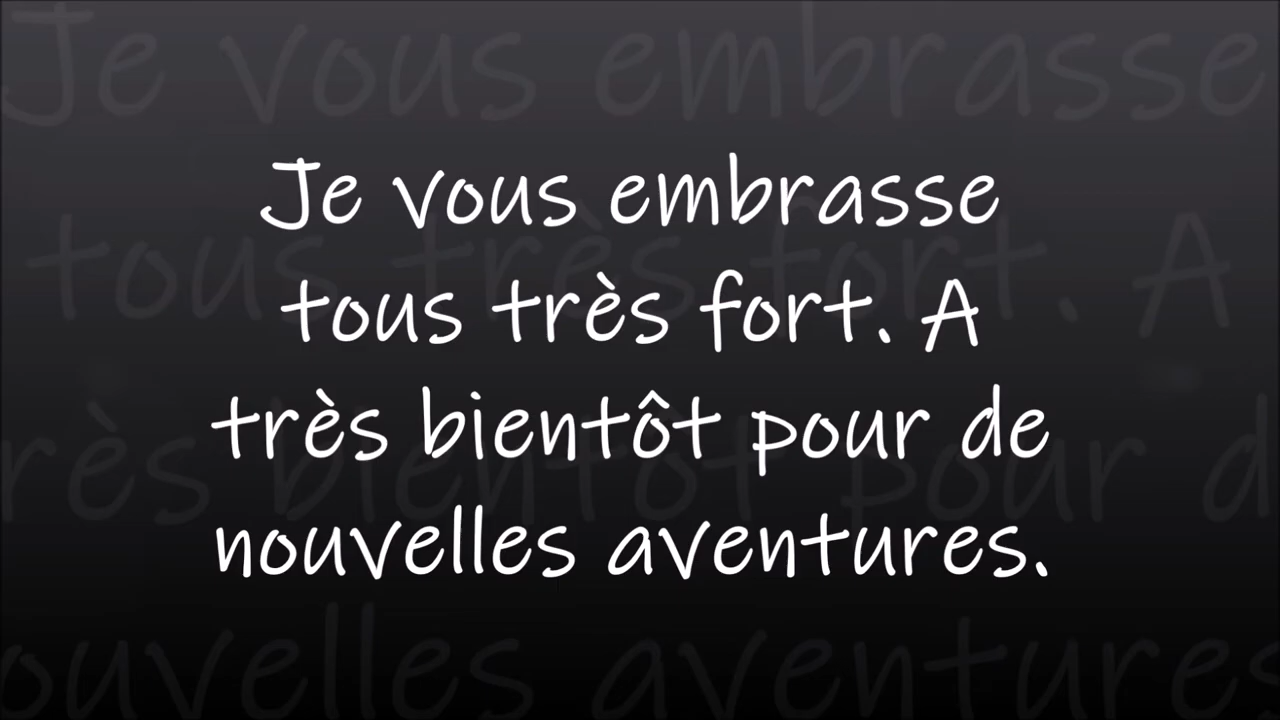 Je vous embrasse
tous très fort. A
très bientôt pour de
nouvelles aventures.